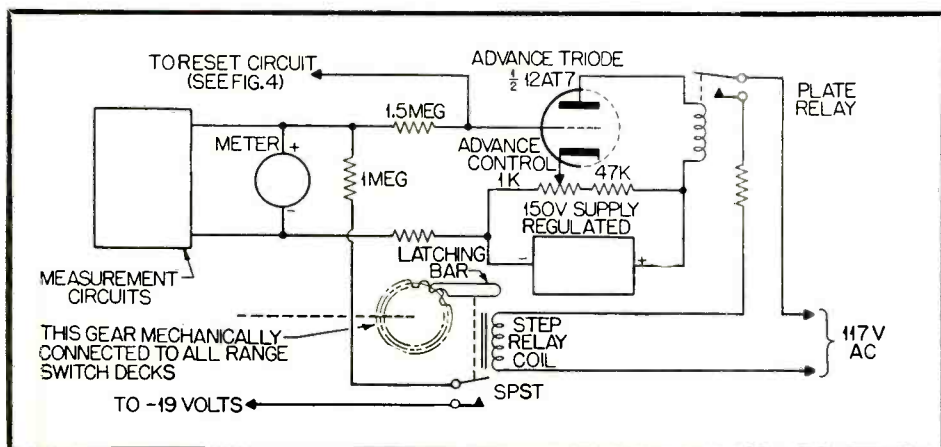 TO RESET CIRCUIT
(SEE FIG. 4)
ADVANCE TRIODE
½ 12AT7
PLATE
RELAY
1.5MEG
METER
+
-
1MEG
ADVANCE
CONTROL
1K
47K
150V SUPPLY
REGULATED
-
+
LATCHING
BAR
MEASUREMENT
CIRCUITS
THIS GEAR MECHANICALLY
CONNECTED TO ALL RANGE
SWITCH DECKS
STEP
RELAY
COIL
117V
AC
SPST
TO -19 VOLTS